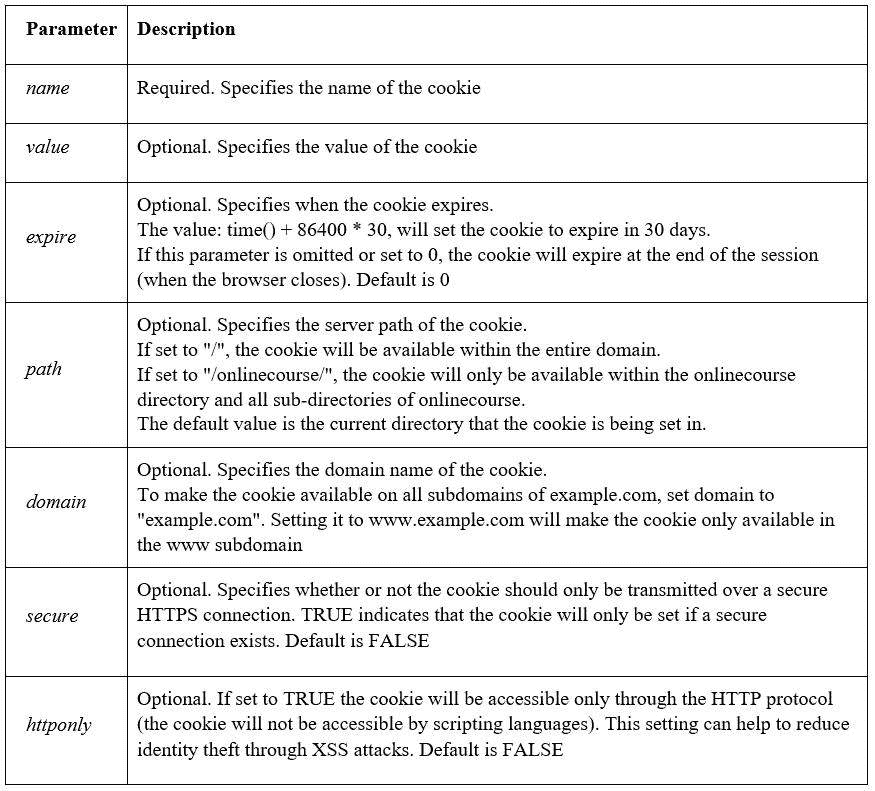 Parameter Description
name Required. Specifies the name of the cookie
value Optional. Specifies the value of the cookie
Optional. Specifies when the cookie expires.
The value: time() + 86400 * 30, will set the cookie to expire in 30 days.
expire
If this parameter is omitted or set to 0, the cookie will expire at the end of the session
(when the browser closes). Default is 0
Optional. Specifies the server path of the cookie.
If set to "/", the cookie will be available within the entire domain.
path
If set to "/onlinecourse/", the cookie will only be available within the onlinecourse
directory and all sub-directories of onlinecourse.
The default value is the current directory that the cookie is being set in.
Optional. Specifies the domain name of the cookie.
To make the cookie available on all subdomains of example.com, set domain to
domain
"example.com". Setting it to www.example.com will make the cookie only available in
the www subdomain
Optional. Specifies whether or not the cookie should only be transmitted over a secure
secure HTTPS connection. TRUE indicates that the cookie will only be set if a secure
connection exists. Default is FALSE
Optional. If set to TRUE the cookie will be accessible only through the HTTP protocol
httponly (the cookie will not be accessible by scripting languages). This setting can help to reduce
identity theft through XSS attacks. Default is FALSE